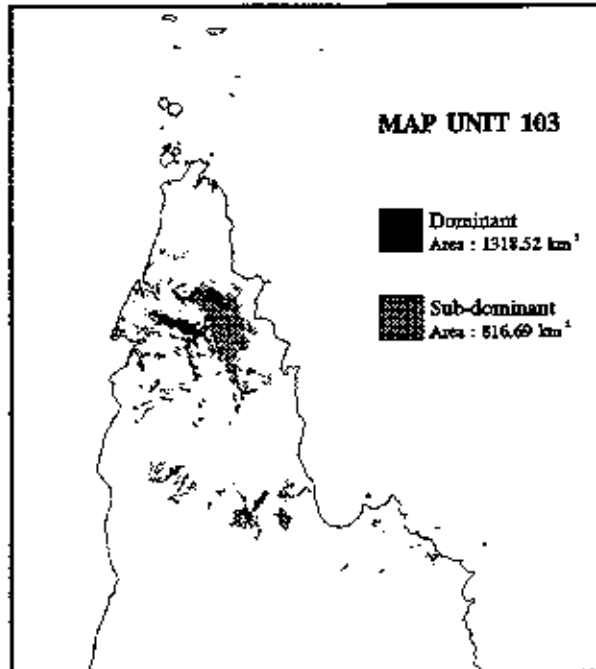 MAP UNIT 103
Dominant
Area : 1318.52 km²
Sub-dominant
Area : 816.69 km²